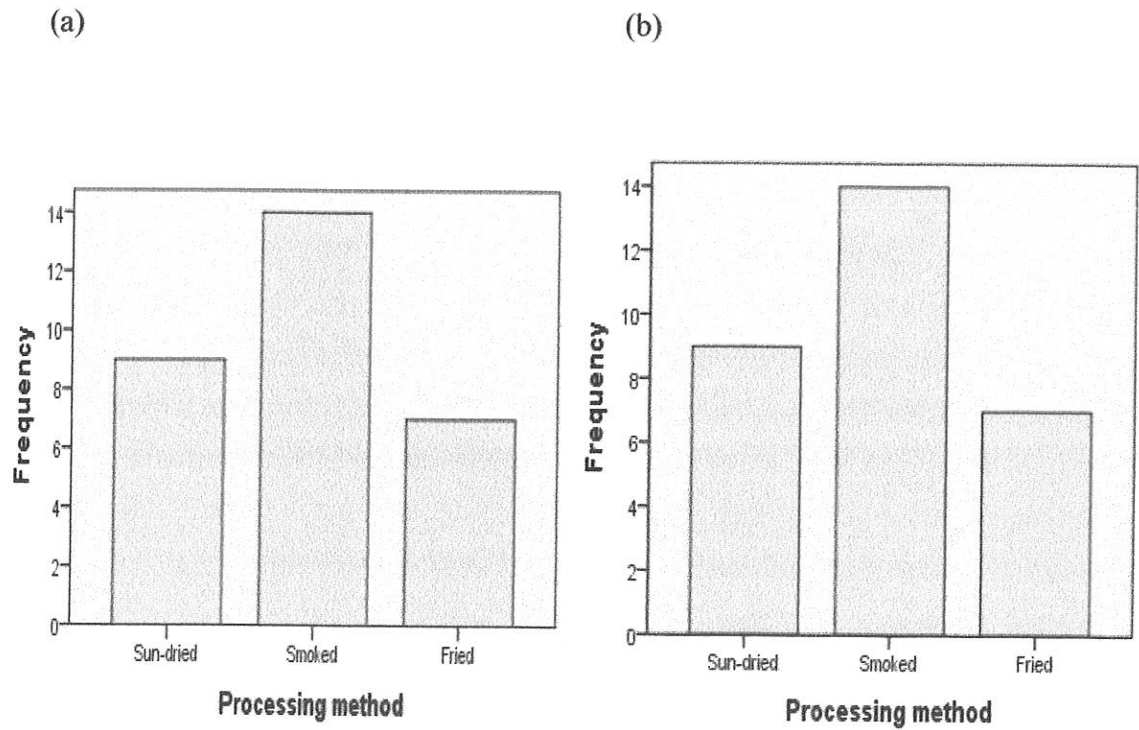 (a)
(b)
Frequency
14
12
10
8
6
4
2
0
Sun-dried Smoked Fried
Processing method
Frequency
14
12
10
8
6
4
2
0
Sun-dried Smoked Fried
Processing method